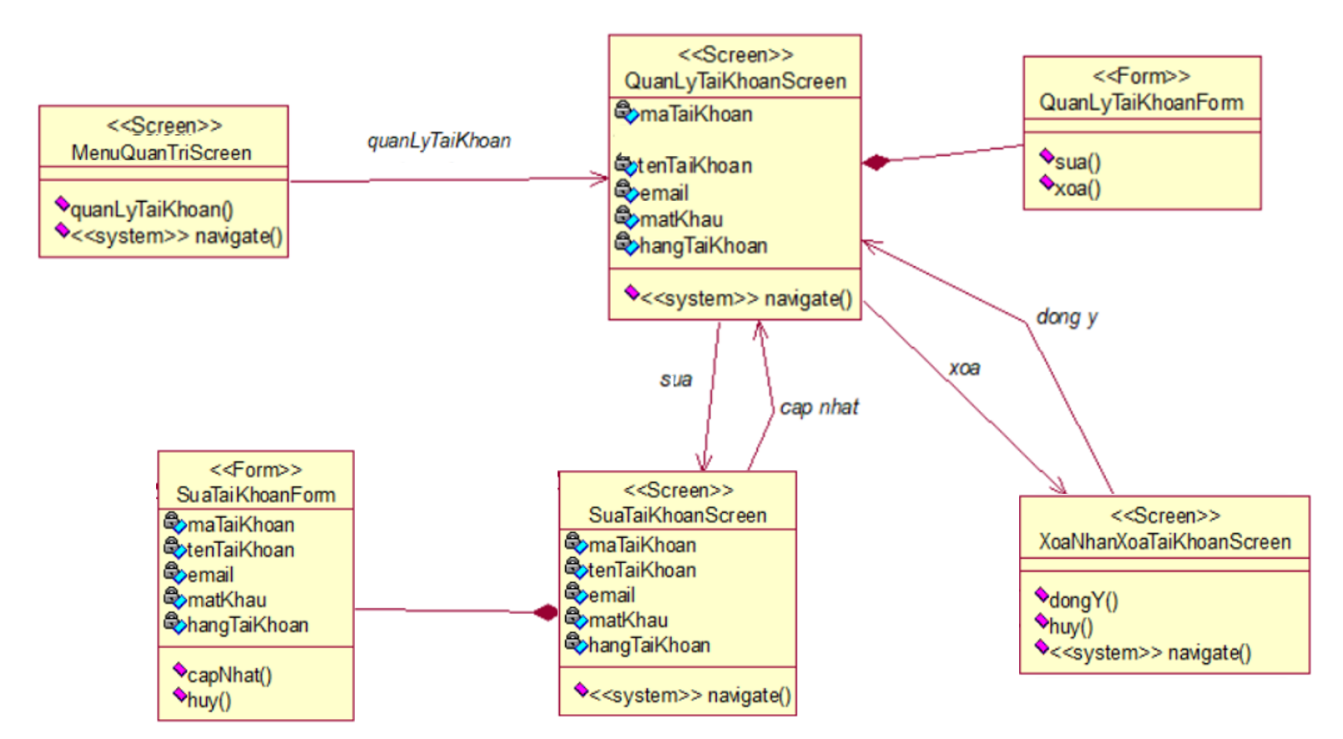 <<Screen>>
MenuQuanTriScreen
quanLyTaiKhoan()
<<system>> navigate()
quanLyTaiKhoan
<<Screen>>
QuanLyTaiKhoanScreen
maTaiKhoan
tenTaiKhoan
email
matKhau
hangTaiKhoan
<<system>> navigate()
<<Form>>
QuanLyTaiKhoanForm
sua()
xoa()
dong y
xoa
sua
cap nhat
<<Form>>
SuaTaiKhoanForm
maTaiKhoan
tenTaiKhoan
email
matKhau
hangTaiKhoan
capNhat()
huy()
<<Screen>>
SuaTaiKhoanScreen
maTaiKhoan
tenTaiKhoan
email
matKhau
hangTaiKhoan
<<system>> navigate()
<<Screen>>
XoaNhanXoaTaiKhoanScreen
dongY()
huy()
<<system>> navigate()